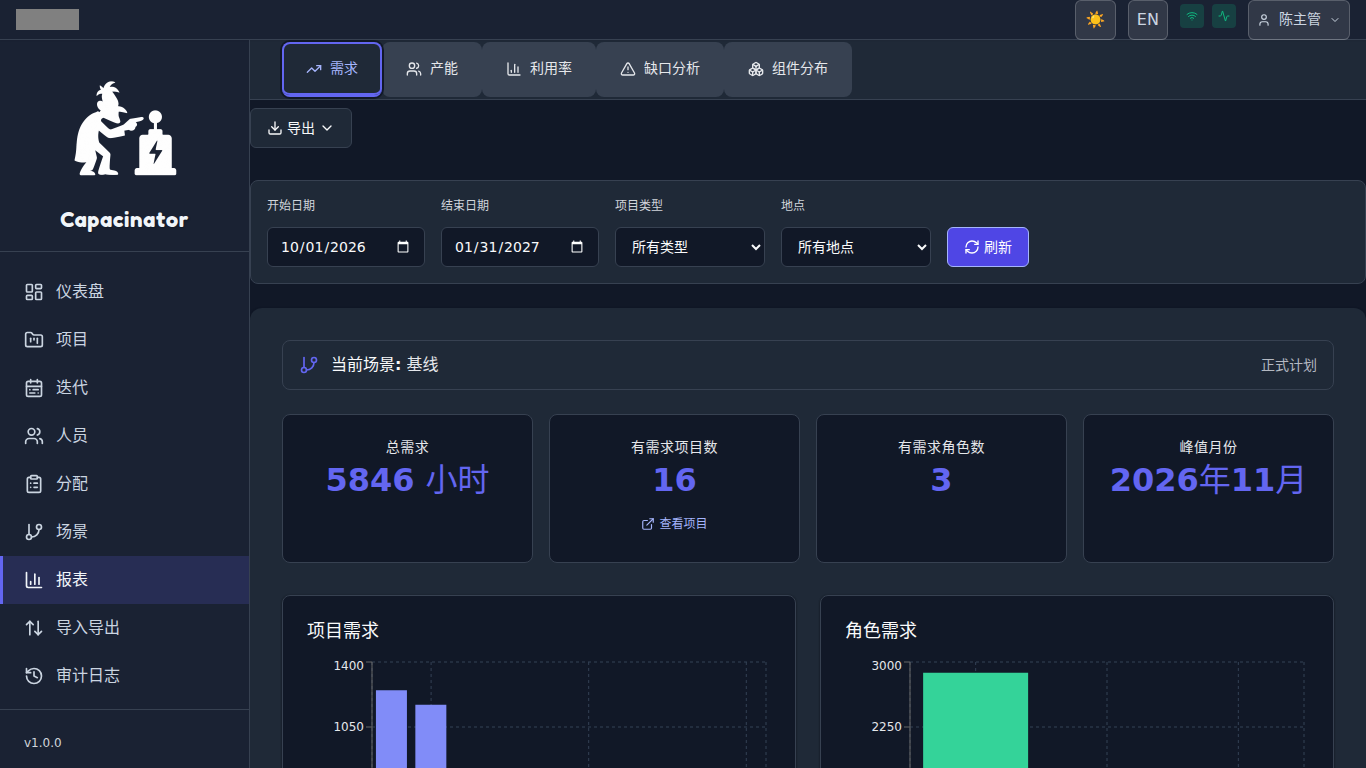 EN
陈主管
Capacinator
仪表盘
项目
迭代
人员
分配
场景
报表
导入导出
审计日志
v1.0.0
需求
产能
利用率
缺口分析
组件分布
导出
开始日期
结束日期
项目类型
地点
10/01/2026
01/31/2027
所有类型
所有地点
刷新
当前场景: 基线
正式计划
总需求
5846 小时
有需求项目数
16
查看项目
有需求角色数
3
峰值月份
2026年11月
项目需求
1400
1050
角色需求
3000
2250